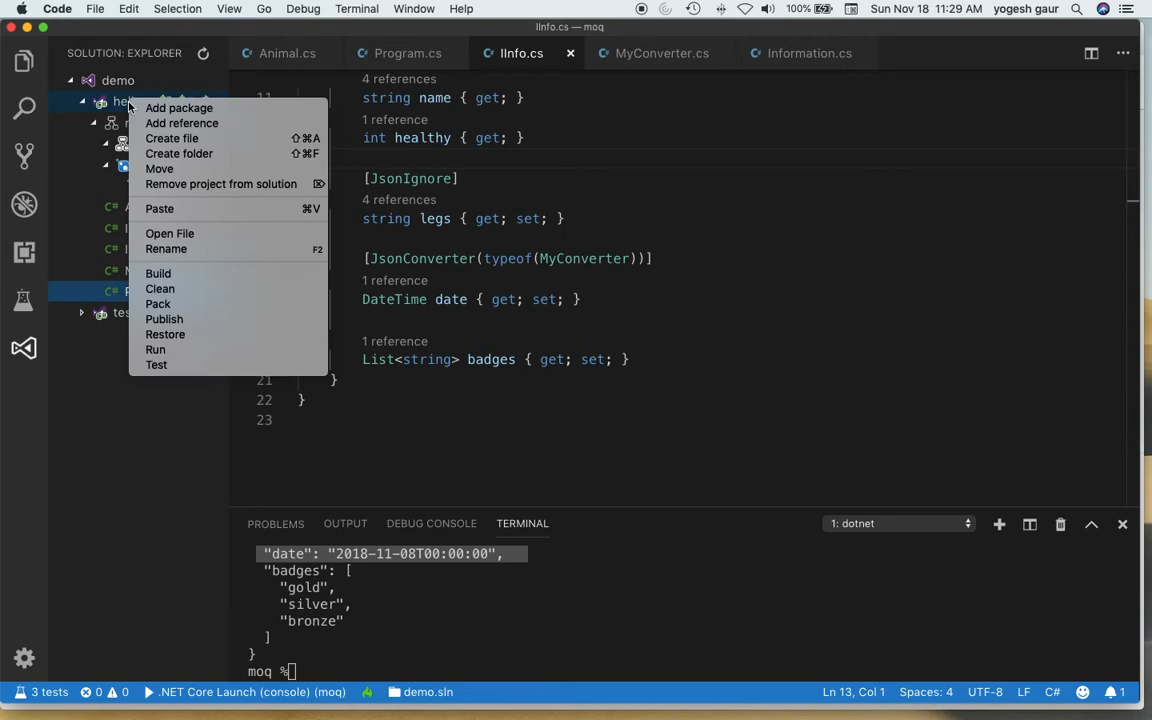 Code File Edit Selection View Go Debug Terminal Window Help 100% Sun Nov 18 11:29 AM yogesh gaur
IInfo.cs — moq
SOLUTION: EXPLORER
Animal.cs Program.cs IInfo.cs MyConverter.cs Information.cs
demo
4 references
11 string name { get; }
1 reference
int healthy { get; }
[JsonIgnore]
4 references
string legs { get; set; }
[JsonConverter(typeof(MyConverter))]
1 reference
DateTime date { get; set; }
1 reference
List<string> badges { get; set; }
21 }
22 }
23
Add package
Add reference
Create file ⇧⌘A
Create folder ⇧⌘F
Move
Remove project from solution ⌦
Paste ⌘V
Open File
Rename F2
Build
Clean
Pack
Publish
Restore
Run
Test
PROBLEMS OUTPUT DEBUG CONSOLE TERMINAL 1: dotnet
"date": "2018-11-08T00:00:00",
"badges": [
"gold",
"silver",
"bronze"
]
}
moq %
3 tests 0 0 .NET Core Launch (console) (moq) demo.sln Ln 13, Col 1 Spaces: 4 UTF-8 LF C# 1